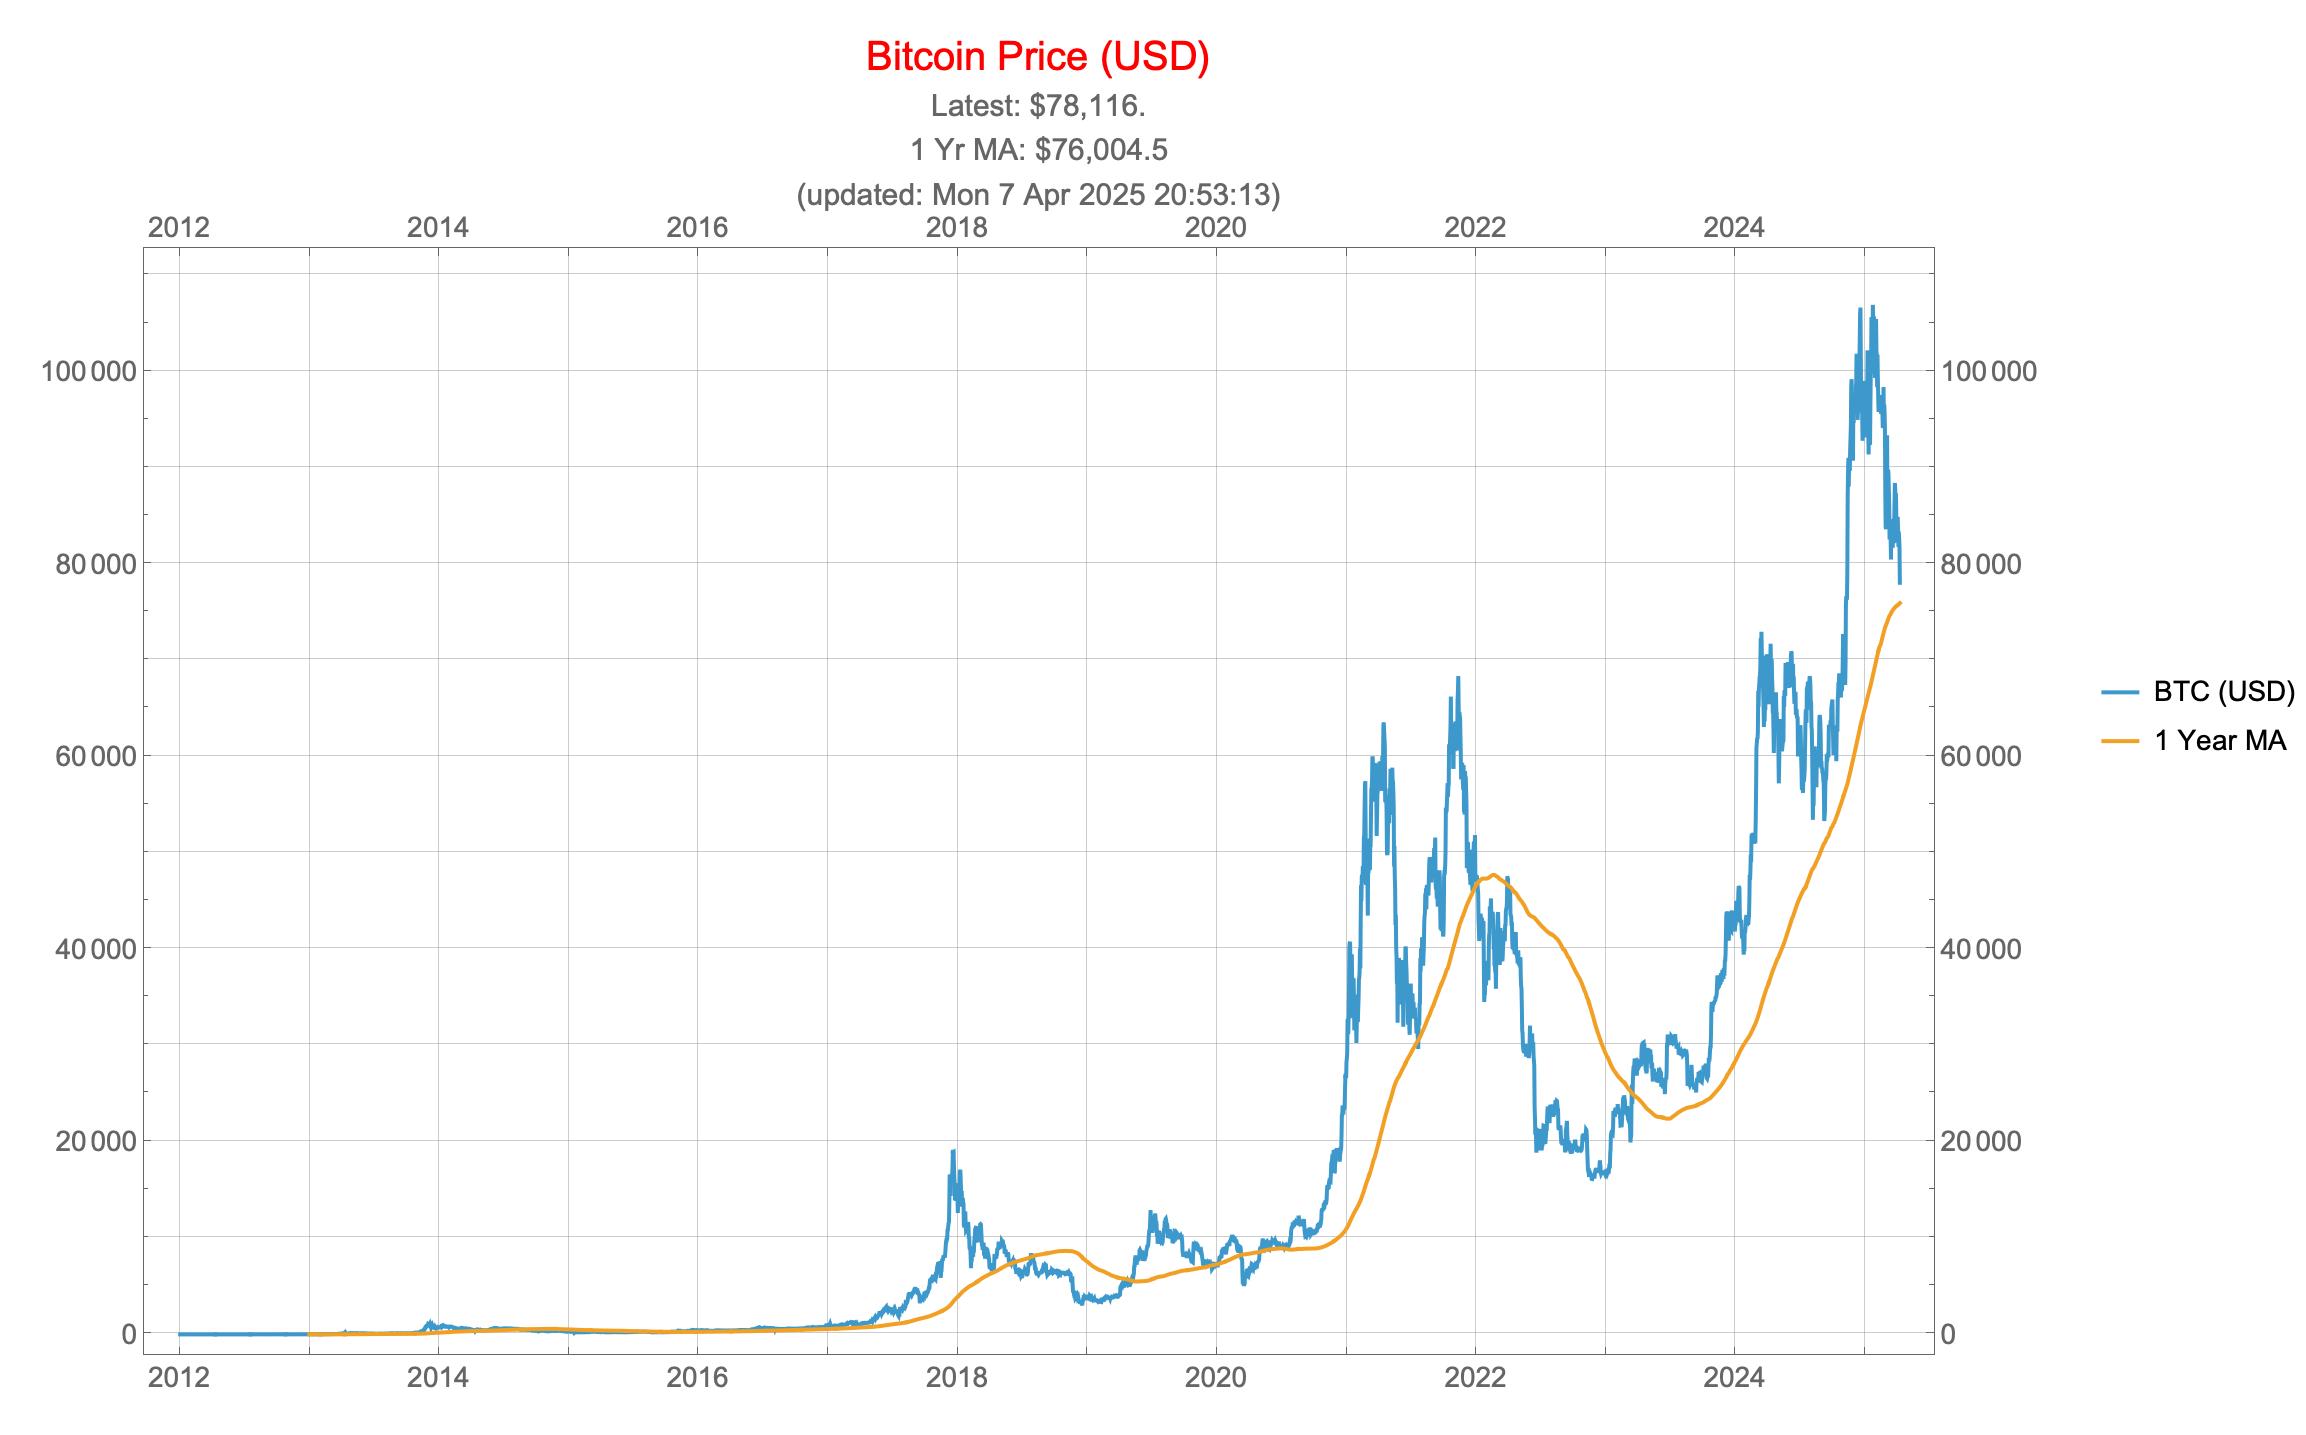 Bitcoin Price (USD)
Latest: $78,116.
1 Yr MA: $76,004.5
(updated: Mon 7 Apr 2025 20:53:13)
2012 2014 2016 2018 2020 2022 2024
100 000 100 000
80 000 80 000
BTC (USD)
1 Year MA
60 000 60 000
40 000 40 000
20 000 20 000
0 0
2012 2014 2016 2018 2020 2022 2024